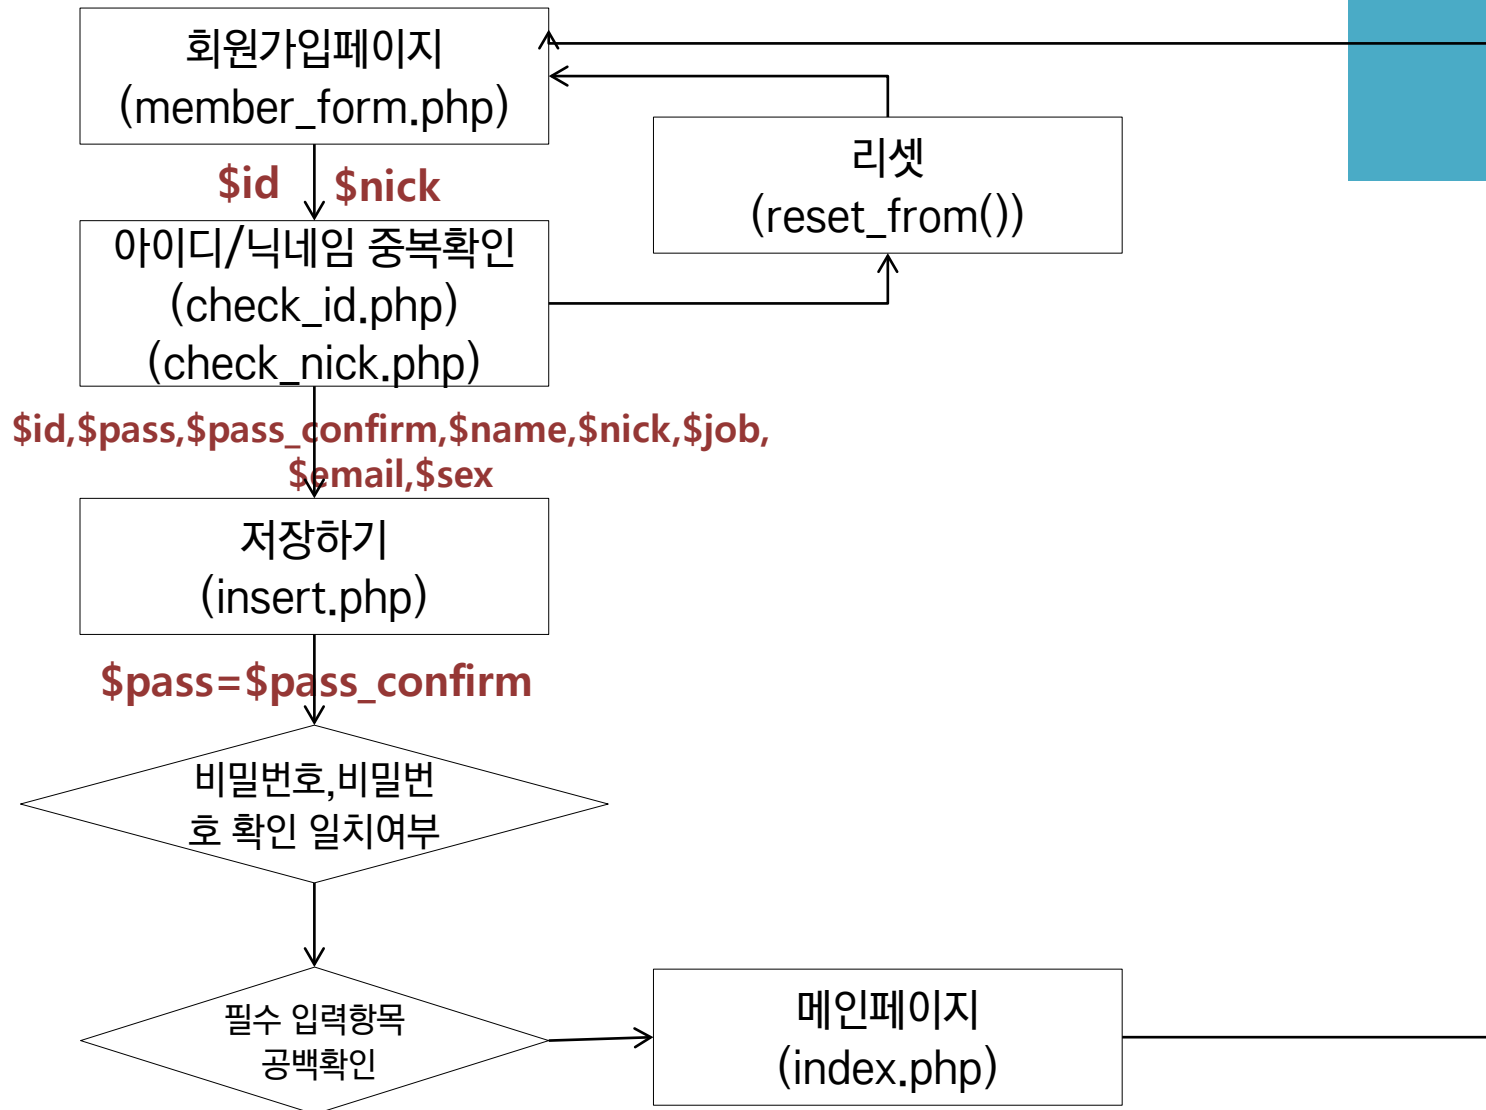 회원가입페이지
(member_form.php)
리셋
(reset_from())
$id $nick
아이디/닉네임 중복확인
(check_id.php)
(check_nick.php)
$id,$pass,$pass_confirm,$name,$nick,$job,
$email,$sex
저장하기
(insert.php)
$pass=$pass_confirm
비밀번호,비밀번
호 확인 일치여부
필수 입력항목
공백확인
메인페이지
(index.php)